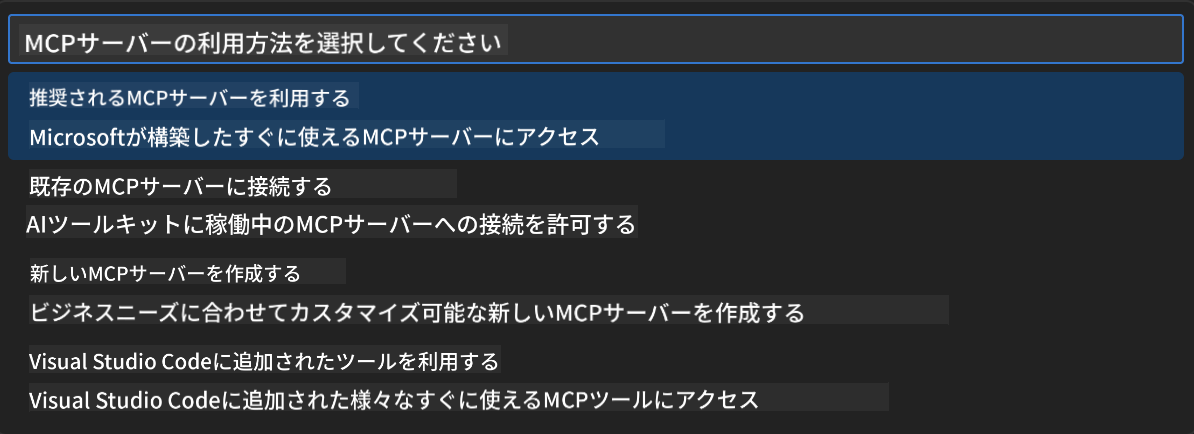 MCPサーバーの利用方法を選択してください
推奨されるMCPサーバーを利用する
Microsoftが構築したすぐに使えるMCPサーバーにアクセス
既存のMCPサーバーに接続する
AIツールキットに稼働中のMCPサーバーへの接続を許可する
新しいMCPサーバーを作成する
ビジネスニーズに合わせてカスタマイズ可能な新しいMCPサーバーを作成する
Visual Studio Codeに追加されたツールを利用する
Visual Studio Codeに追加された様々なすぐに使えるMCPツールにアクセス